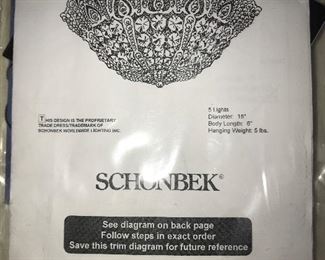 T HIS DESIGN IS THE PROPRIETARY
TRADE DRESS/TRADEMARK OF
SCHONBEK WORLDWIDE LIGHTING INC.
5 Lights
Diameter: 16"
Body Length: 8"
Hanging Weight: 5 lbs.
SCHONBEK®
See diagram on back page
Follow steps in exact order
Save this trim diagram for future reference